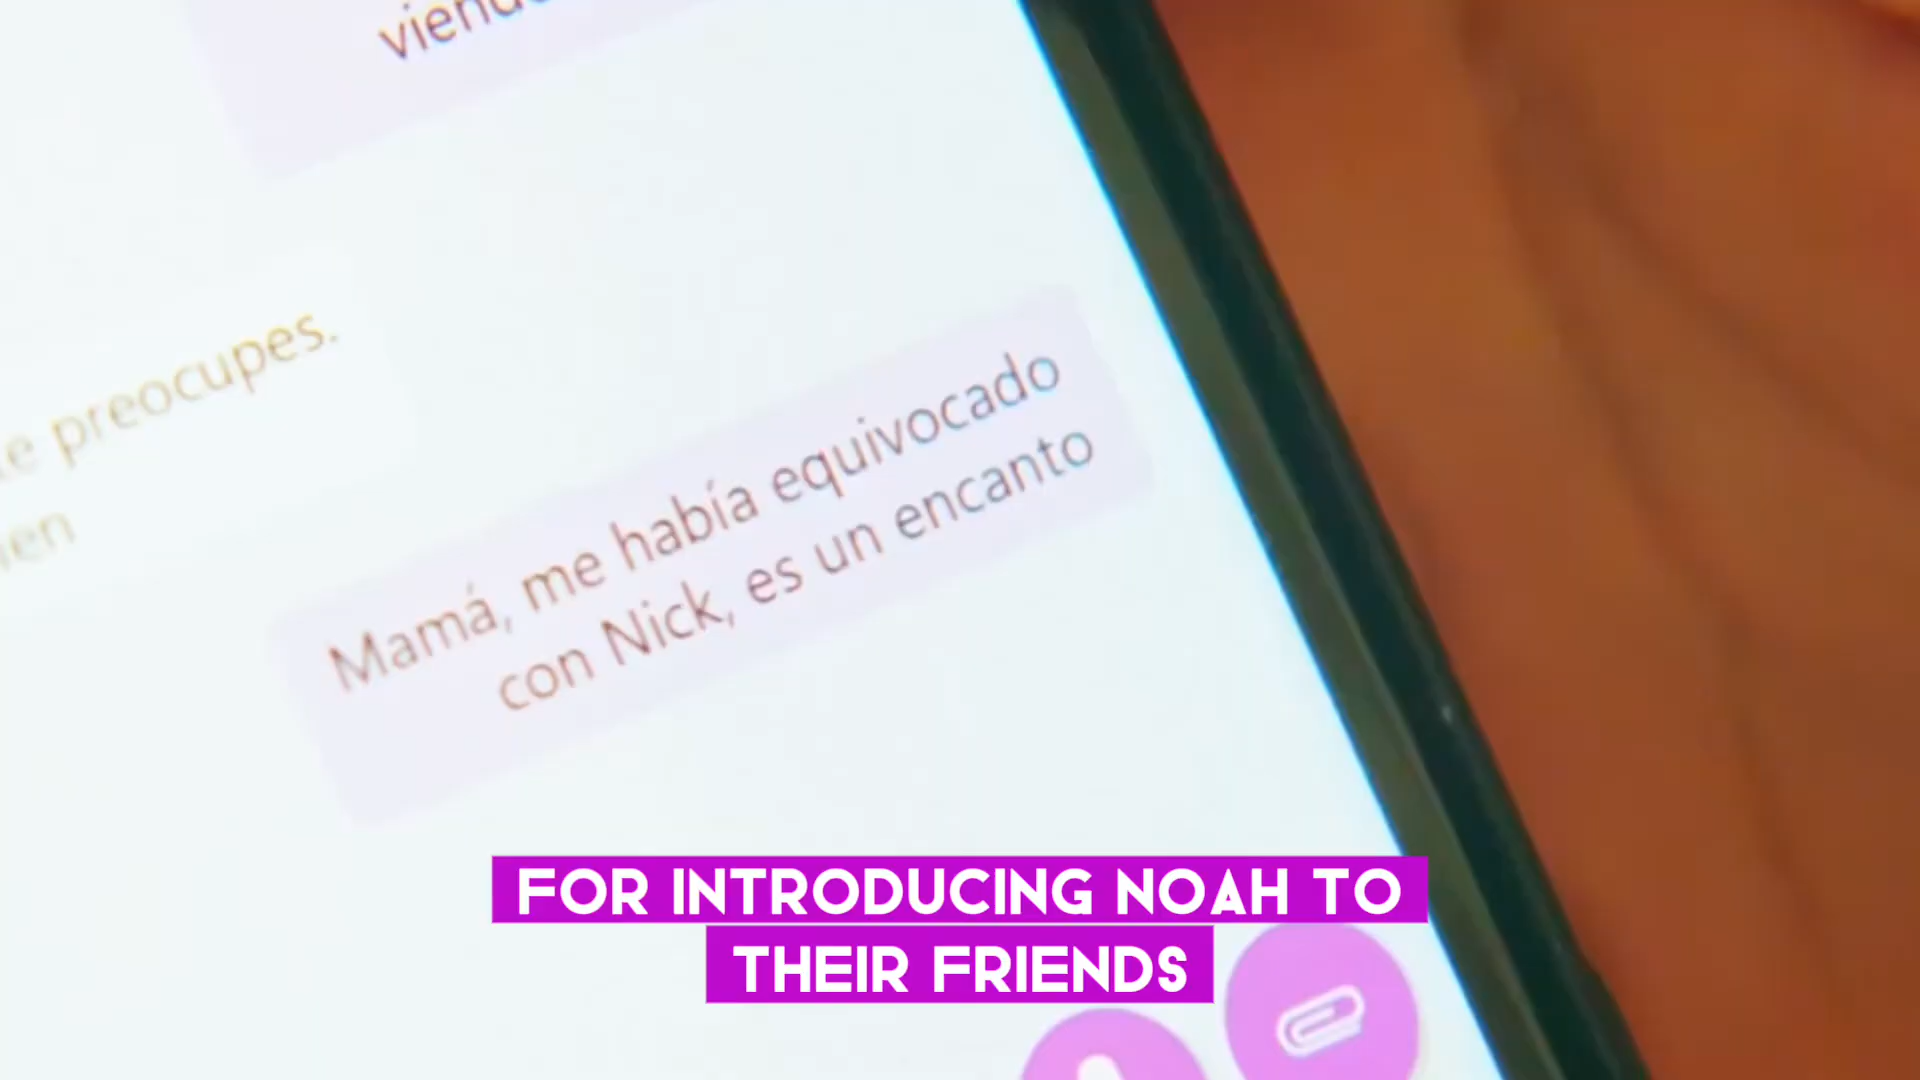 preocupes.
Mamá, me había equivocado
con Nick, es un encanto
FOR INTRODUCING NOAH TO
THEIR FRIENDS